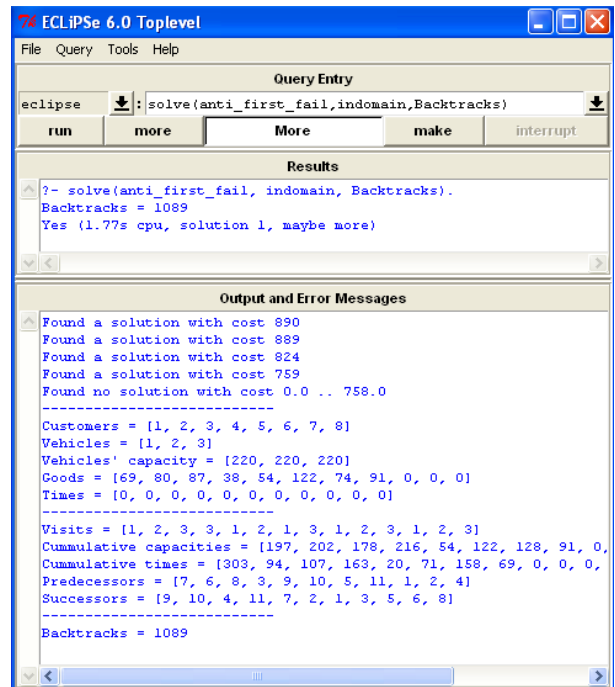 ECLiPSe 6.0 Toplevel
File Query Tools Help
Query Entry
eclipse : solve(anti_first_fail,indomain,Backtracks)
run more More make interrupt
Results
?- solve(anti_first_fail, indomain, Backtracks).
Backtracks = 1089
Yes (1.77s cpu, solution 1, maybe more)
Output and Error Messages
Found a solution with cost 890
Found a solution with cost 889
Found a solution with cost 824
Found a solution with cost 759
Found no solution with cost 0.0 .. 758.0
---------------------------
Customers = [1, 2, 3, 4, 5, 6, 7, 8]
Vehicles = [1, 2, 3]
Vehicles' capacity = [220, 220, 220]
Goods = [69, 80, 87, 38, 54, 122, 74, 91, 0, 0, 0]
Times = [0, 0, 0, 0, 0, 0, 0, 0, 0, 0, 0]
---------------------------
Visits = [1, 2, 3, 3, 1, 2, 1, 3, 1, 2, 3, 1, 2, 3]
Cummulative capacities = [197, 202, 178, 216, 54, 122, 128, 91, 0,
Cummulative times = [303, 94, 107, 163, 20, 71, 158, 69, 0, 0, 0,
Predecessors = [7, 6, 8, 3, 9, 10, 5, 11, 1, 2, 4]
Successors = [9, 10, 4, 11, 7, 2, 1, 3, 5, 6, 8]
---------------------------
Backtracks = 1089